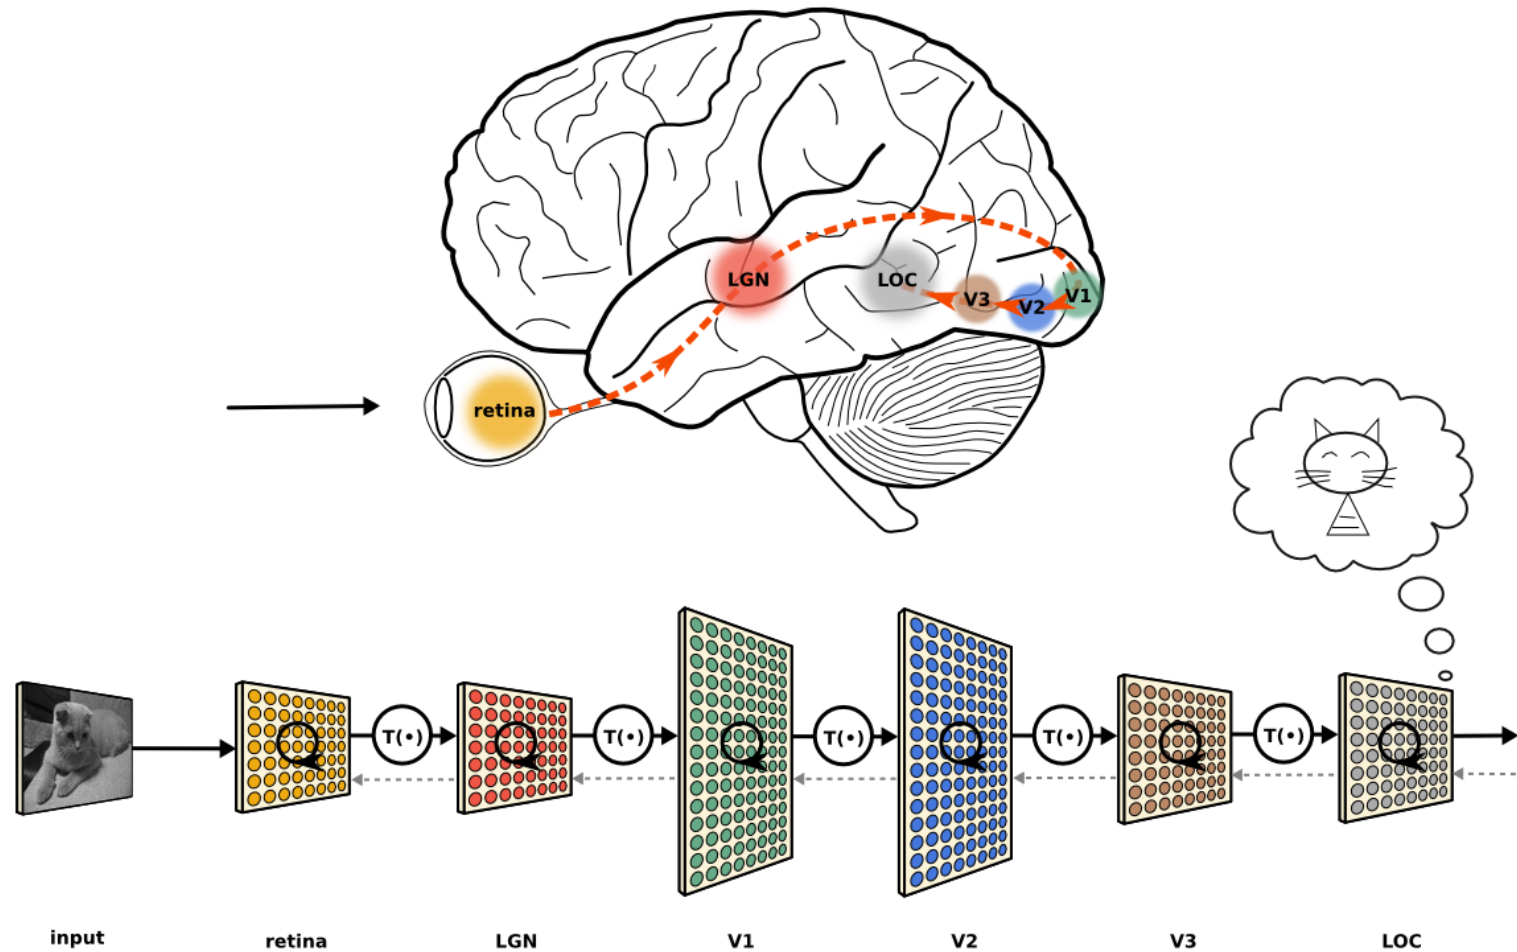 LGN
LOC
V3
V2
V1
retina
T(•)
T(•)
T(•)
T(•)
T(•)
input
retina
LGN
V1
V2
V3
LOC